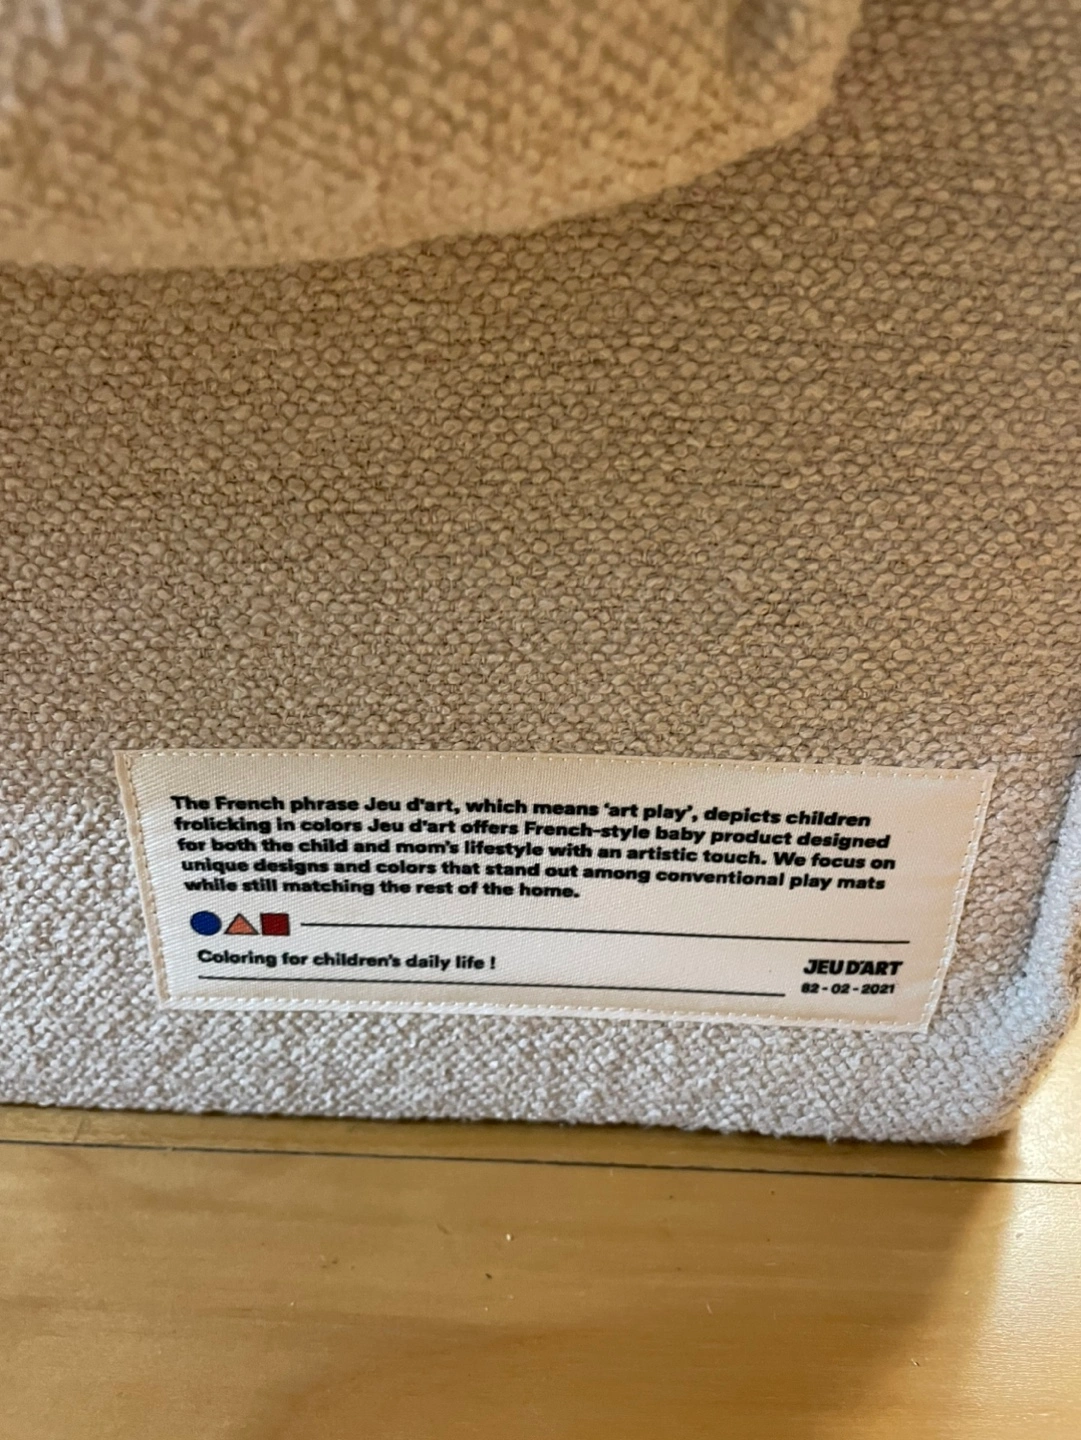 The French phrase Jeu d'art, which means 'art play', depicts children
frolicking in colors Jeu d'art offers French-style baby product designed
for both the child and mom's lifestyle with an artistic touch. We focus on
unique designs and colors that stand out among conventional play mats
while still matching the rest of the home.
Coloring for children's daily life !
JEU D'ART
82 - 02 - 2021